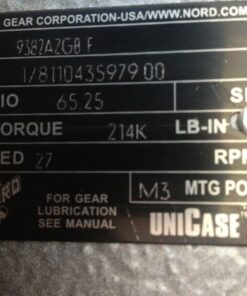 GEAR CORPORATION-USA/WWW.NORD.COM
9382AZGB F
1/8110435979 00
IO 65.25 S
ORQUE 214K LB-IN
ED 27 RPM
M3 MTG PO
FOR GEAR
LUBRICATION
SEE MANUAL
UNICASE